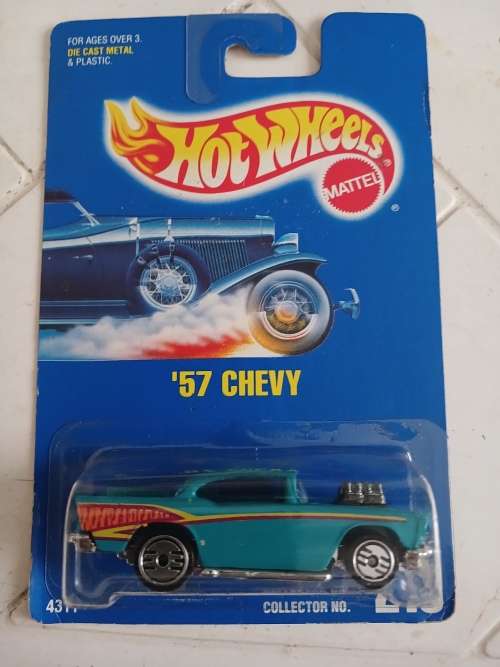 FOR AGES OVER 3.
DIE CAST METAL
& PLASTIC.
HOT WHEELS
®
MATTEL
®
'57 CHEVY
COLLECTOR NO.